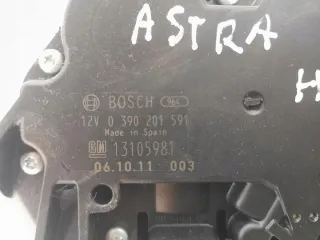 ASTRA
H
BOSCH
12V 0 390 201 591
Made in Spain
GM 13105981
06.10.11 003